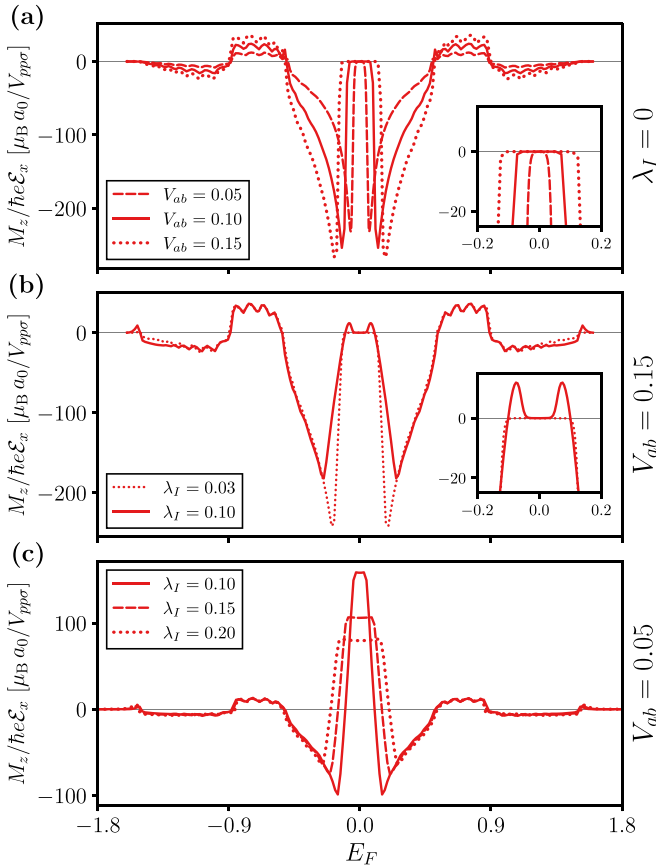 (a)
0
−100
−200
M_z/ħeℰ_x [μ_B a_0/V_ppσ]
V_ab = 0.05
V_ab = 0.10
V_ab = 0.15
0
−20
−0.2 0.0 0.2
λ_I = 0
(b)
0
−100
−200
M_z/ħeℰ_x [μ_B a_0/V_ppσ]
λ_I = 0.03
λ_I = 0.10
0
−20
−0.2 0.0 0.2
V_ab = 0.15
(c)
100
0
−100
M_z/ħeℰ_x [μ_B a_0/V_ppσ]
λ_I = 0.10
λ_I = 0.15
λ_I = 0.20
V_ab = 0.05
−1.8 −0.9 0.0 0.9 1.8
E_F